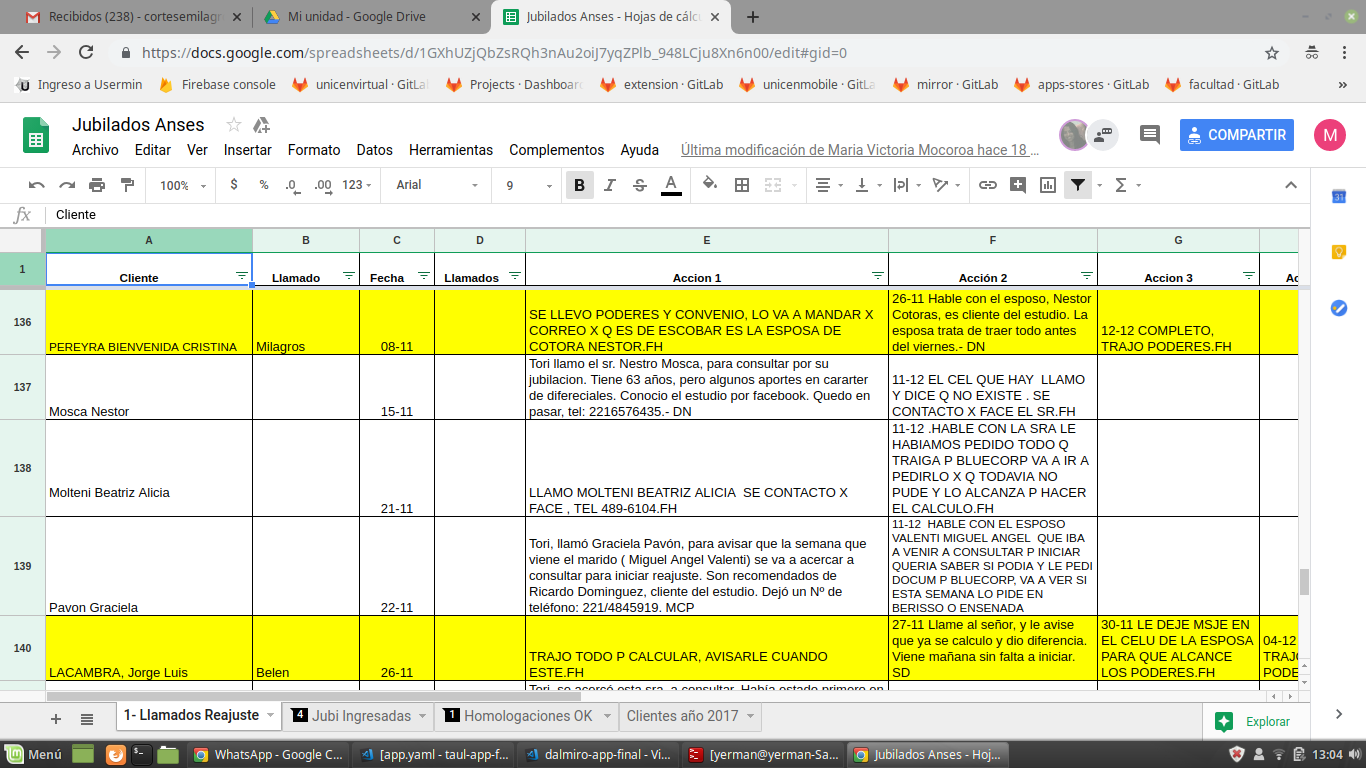 Recibidos (238) - cortesemilagr
Mi unidad - Google Drive
Jubilados Anses - Hojas de cálc
https://docs.google.com/spreadsheets/d/1GXhUZjQbZsRQh3nAu2oiJ7yqZPlb_948LCju8Xn6n00/edit#gid=0
Ingreso a Usermin
Firebase console
unicenvirtual · GitLa
Projects · Dashboar
extension · GitLab
unicenmobile · GitLa
mirror · GitLab
apps-stores · GitLab
facultad · GitLab
»
Jubilados Anses
Archivo Editar Ver Insertar Formato Datos Herramientas Complementos Ayuda
Última modificación de Maria Victoria Mocoroa hace 18 …
COMPARTIR
M
100% $ % .0 .00 123 Arial 9 B I S A Σ
31
fx Cliente
A B C D E F G
1 Cliente Llamado Fecha Llamados Accion 1 Acción 2 Accion 3 Ac
136
PEREYRA BIENVENIDA CRISTINA
Milagros
08-11
SE LLEVO PODERES Y CONVENIO, LO VA A MANDAR X
CORREO X Q ES DE ESCOBAR ES LA ESPOSA DE
COTORA NESTOR.FH
26-11 Hable con el esposo, Nestor
Cotoras, es cliente del estudio. La
esposa trata de traer todo antes
del viernes.- DN
12-12 COMPLETO,
TRAJO PODERES.FH
137
Mosca Nestor
15-11
Tori llamo el sr. Nestro Mosca, para consultar por su
jubilacion. Tiene 63 años, pero algunos aportes en cararter
de difereciales. Conocio el estudio por facebook. Quedo en
pasar, tel: 2216576435.- DN
11-12 EL CEL QUE HAY LLAMO
Y DICE Q NO EXISTE . SE
CONTACTO X FACE EL SR.FH
138
Molteni Beatriz Alicia
21-11
LLAMO MOLTENI BEATRIZ ALICIA SE CONTACTO X
FACE , TEL 489-6104.FH
11-12 .HABLE CON LA SRA LE
HABIAMOS PEDIDO TODO Q
TRAIGA P BLUECORP VA A IR A
PEDIRLO X Q TODAVIA NO
PUDE Y LO ALCANZA P HACER
EL CALCULO.FH
139
Pavon Graciela
22-11
Tori, llamó Graciela Pavón, para avisar que la semana que
viene el marido ( Miguel Angel Valenti) se va a acercar a
consultar para iniciar reajuste. Son recomendados de
Ricardo Dominguez, cliente del estudio. Dejó un Nº de
teléfono: 221/4845919. MCP
11-12 HABLE CON EL ESPOSO
VALENTI MIGUEL ANGEL QUE IBA
A VENIR A CONSULTAR P INICIAR
QUERIA SABER SI PODIA Y LE PEDI
DOCUM P BLUECORP, VA A VER SI
ESTA SEMANA LO PIDE EN
BERISSO O ENSENADA
140
LACAMBRA, Jorge Luis
Belen
26-11
TRAJO TODO P CALCULAR, AVISARLE CUANDO
ESTE.FH
27-11 Llame al señor, y le avise
que ya se calculo y dio diferencia.
Viene mañana sin falta a iniciar.
SD
30-11 LE DEJE MSJE EN
EL CELU DE LA ESPOSA
PARA QUE ALCANCE
LOS PODERES.FH
04-12
TRAJ
PODE
Tori, se acercó esta sra. a consultar. Había estado primero en
1- Llamados Reajuste
4 Jubi Ingresadas
1 Homologaciones OK
Clientes año 2017
Explorar
Menú
WhatsApp - Google C...
[app.yaml - taul-app-f...
dalmiro-app-final - Vi...
[yerman@yerman-Sa...
Jubilados Anses - Hoj...
13:04